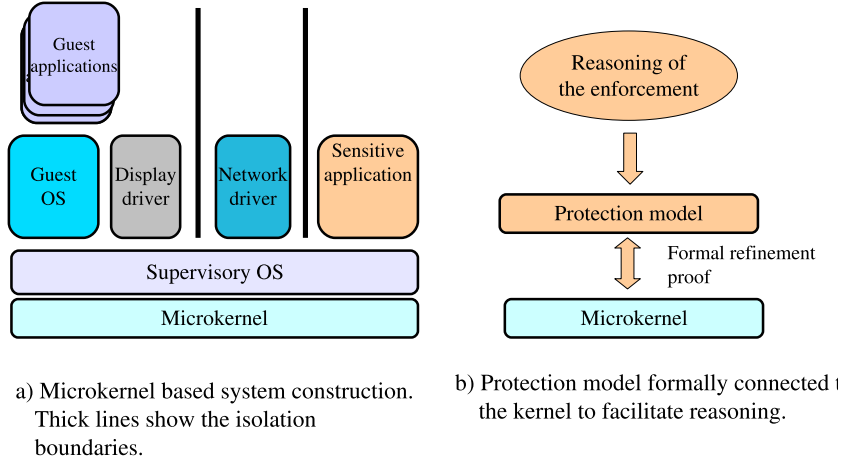 Guest
applications
Guest
OS
Display
driver
Network
driver
Sensitive
application
Supervisory OS
Microkernel
a) Microkernel based system construction.
Thick lines show the isolation
boundaries.
Reasoning of
the enforcement
Protection model
Formal refinement
proof
Microkernel
b) Protection model formally connected
the kernel to facilitate reasoning.